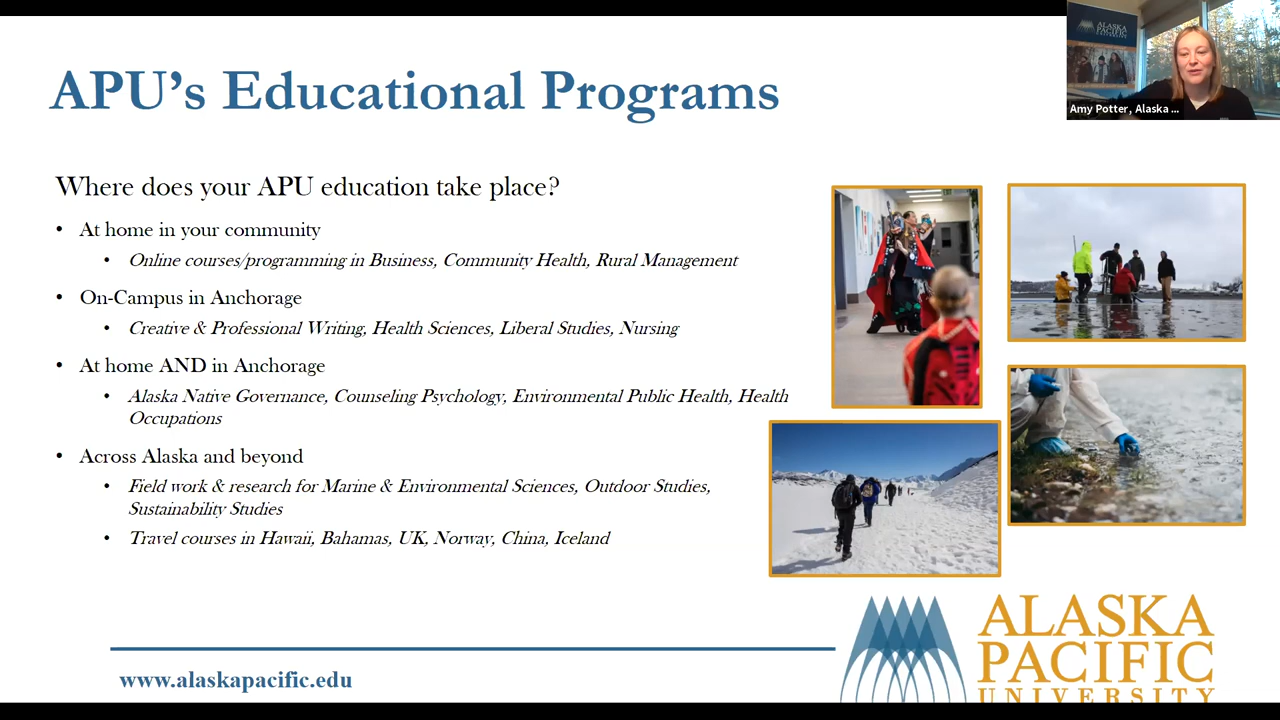 APU's Educational Programs
ALASKA
PACIFIC
UNIVERSITY
Amy Potter, Alaska ...
Where does your APU education take place?
• At home in your community
• Online courses/programming in Business, Community Health, Rural Management
• On-Campus in Anchorage
• Creative & Professional Writing, Health Sciences, Liberal Studies, Nursing
• At home AND in Anchorage
• Alaska Native Governance, Counseling Psychology, Environmental Public Health, Health
Occupations
• Across Alaska and beyond
• Field work & research for Marine & Environmental Sciences, Outdoor Studies,
Sustainability Studies
• Travel courses in Hawaii, Bahamas, UK, Norway, China, Iceland
www.alaskapacific.edu
ALASKA
PACIFIC
UNIVERSITY